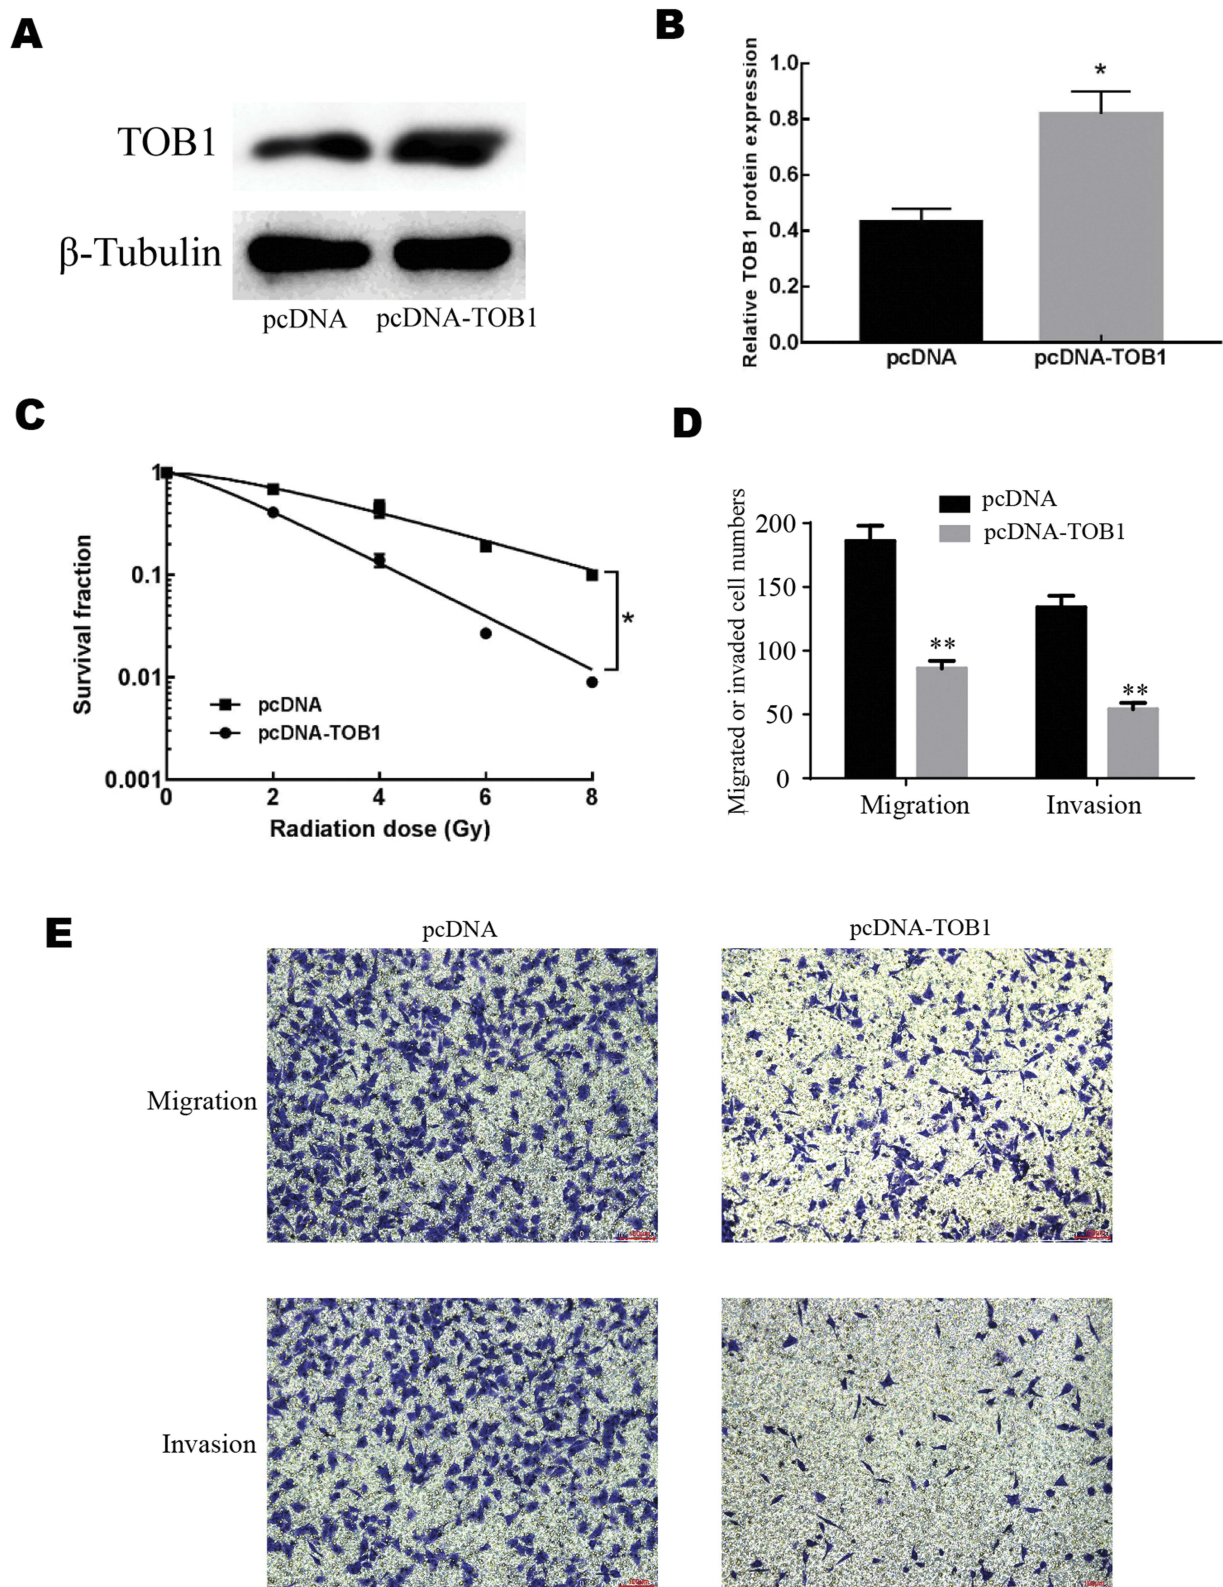 A
TOB1
β-Tubulin
pcDNA pcDNA-TOB1
B
Relative TOB1 protein expression
1.0
0.8
0.6
0.4
0.2
0.0
*
pcDNA pcDNA-TOB1
C
Survival fraction
1
0.1
0.01
0.001
*
pcDNA
pcDNA-TOB1
0 2 4 6 8
Radiation dose (Gy)
D
Migrated or invaded cell numbers
200
150
100
50
0
pcDNA
pcDNA-TOB1
**
**
Migration Invasion
E
pcDNA pcDNA-TOB1
Migration
Invasion